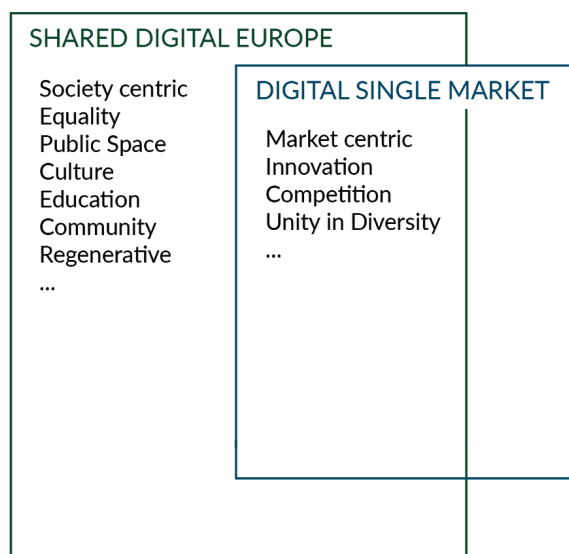 SHARED DIGITAL EUROPE
Society centric
Equality
Public Space
Culture
Education
Community
Regenerative
...
DIGITAL SINGLE MARKET
Market centric
Innovation
Competition
Unity in Diversity
...